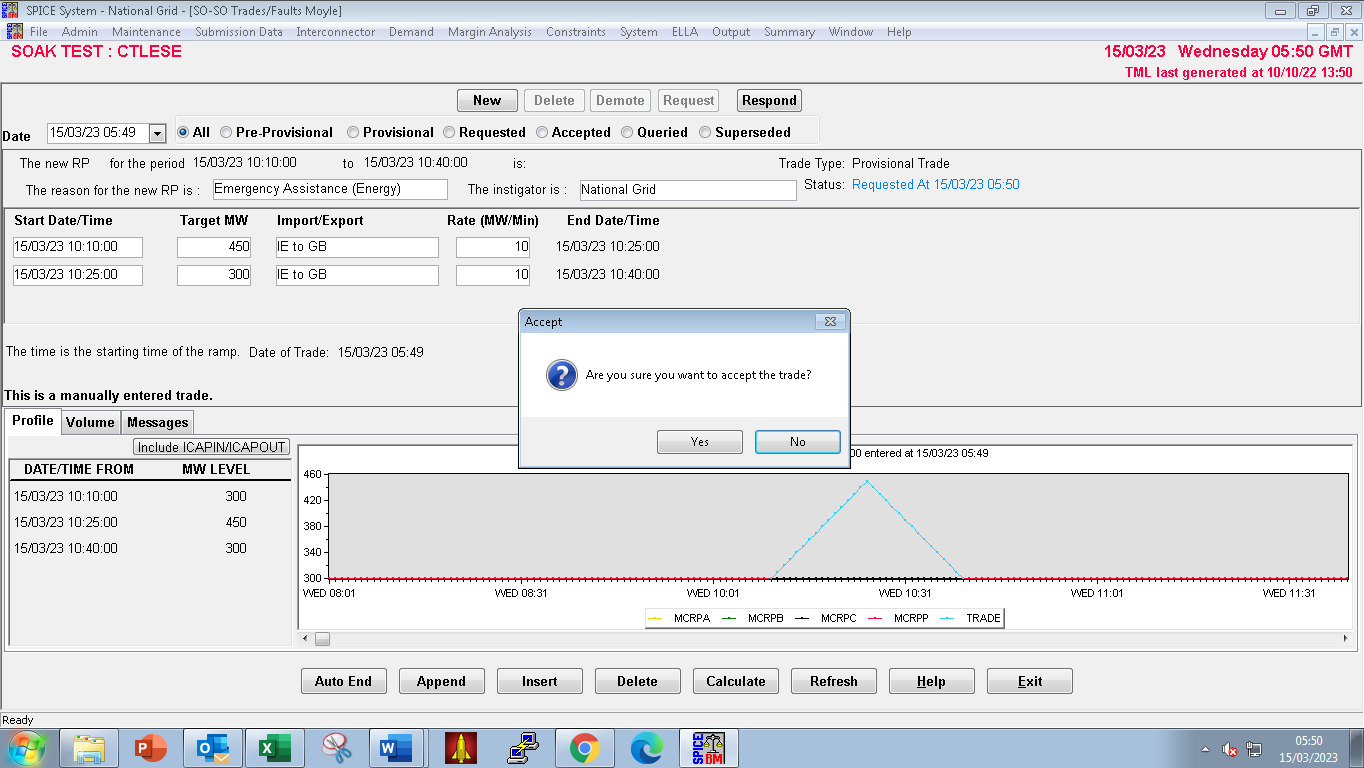 SPICE System - National Grid - [SO-SO Trades/Faults Moyle]
File Admin Maintenance Submission Data Interconnector Demand Margin Analysis Constraints System ELLA Output Summary Window Help
SOAK TEST : CTLESE
15/03/23 Wednesday 05:50 GMT
TML last generated at 10/10/22 13:50
New Delete Demote Request Respond
Date 15/03/23 05:49 All Pre-Provisional Provisional Requested Accepted Queried Superseded
The new RP for the period 15/03/23 10:10:00 to 15/03/23 10:40:00 is: Trade Type: Provisional Trade
The reason for the new RP is : Emergency Assistance (Energy) The instigator is : National Grid Status: Requested At 15/03/23 05:50
Start Date/Time Target MW Import/Export Rate (MW/Min) End Date/Time
15/03/23 10:10:00 450 IE to GB 10 15/03/23 10:25:00
15/03/23 10:25:00 300 IE to GB 10 15/03/23 10:40:00
Accept
Are you sure you want to accept the trade?
Yes No
The time is the starting time of the ramp. Date of Trade: 15/03/23 05:49
This is a manually entered trade.
Profile Volume Messages
Include ICAPIN/ICAPOUT
DATE/TIME FROM MW LEVEL
15/03/23 10:10:00 300
15/03/23 10:25:00 450
15/03/23 10:40:00 300
entered at 15/03/23 05:49
460
420
380
340
300
WED 08:01 WED 08:31 WED 10:01 WED 10:31 WED 11:01 WED 11:31
MCRPA MCRPB MCRPC MCRPP TRADE
Auto End Append Insert Delete Calculate Refresh Help Exit
Ready
SPICE
BM
05:50
15/03/2023